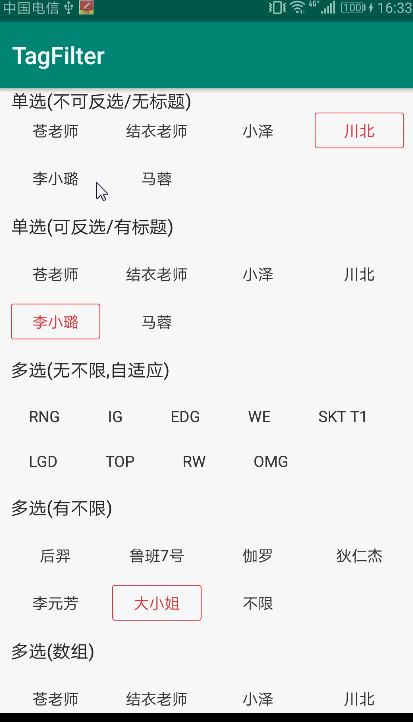 中国电信 4G+ 100 16:33
TagFilter
单选(不可反选/无标题)
苍老师 结衣老师 小泽 川北
李小璐 马蓉
单选(可反选/有标题)
苍老师 结衣老师 小泽 川北
李小璐 马蓉
多选(无不限,自适应)
RNG IG EDG WE SKT T1
LGD TOP RW OMG
多选(有不限)
后羿 鲁班7号 伽罗 狄仁杰
李元芳 大小姐 不限
多选(数组)
苍老师 结衣老师 小泽 川北